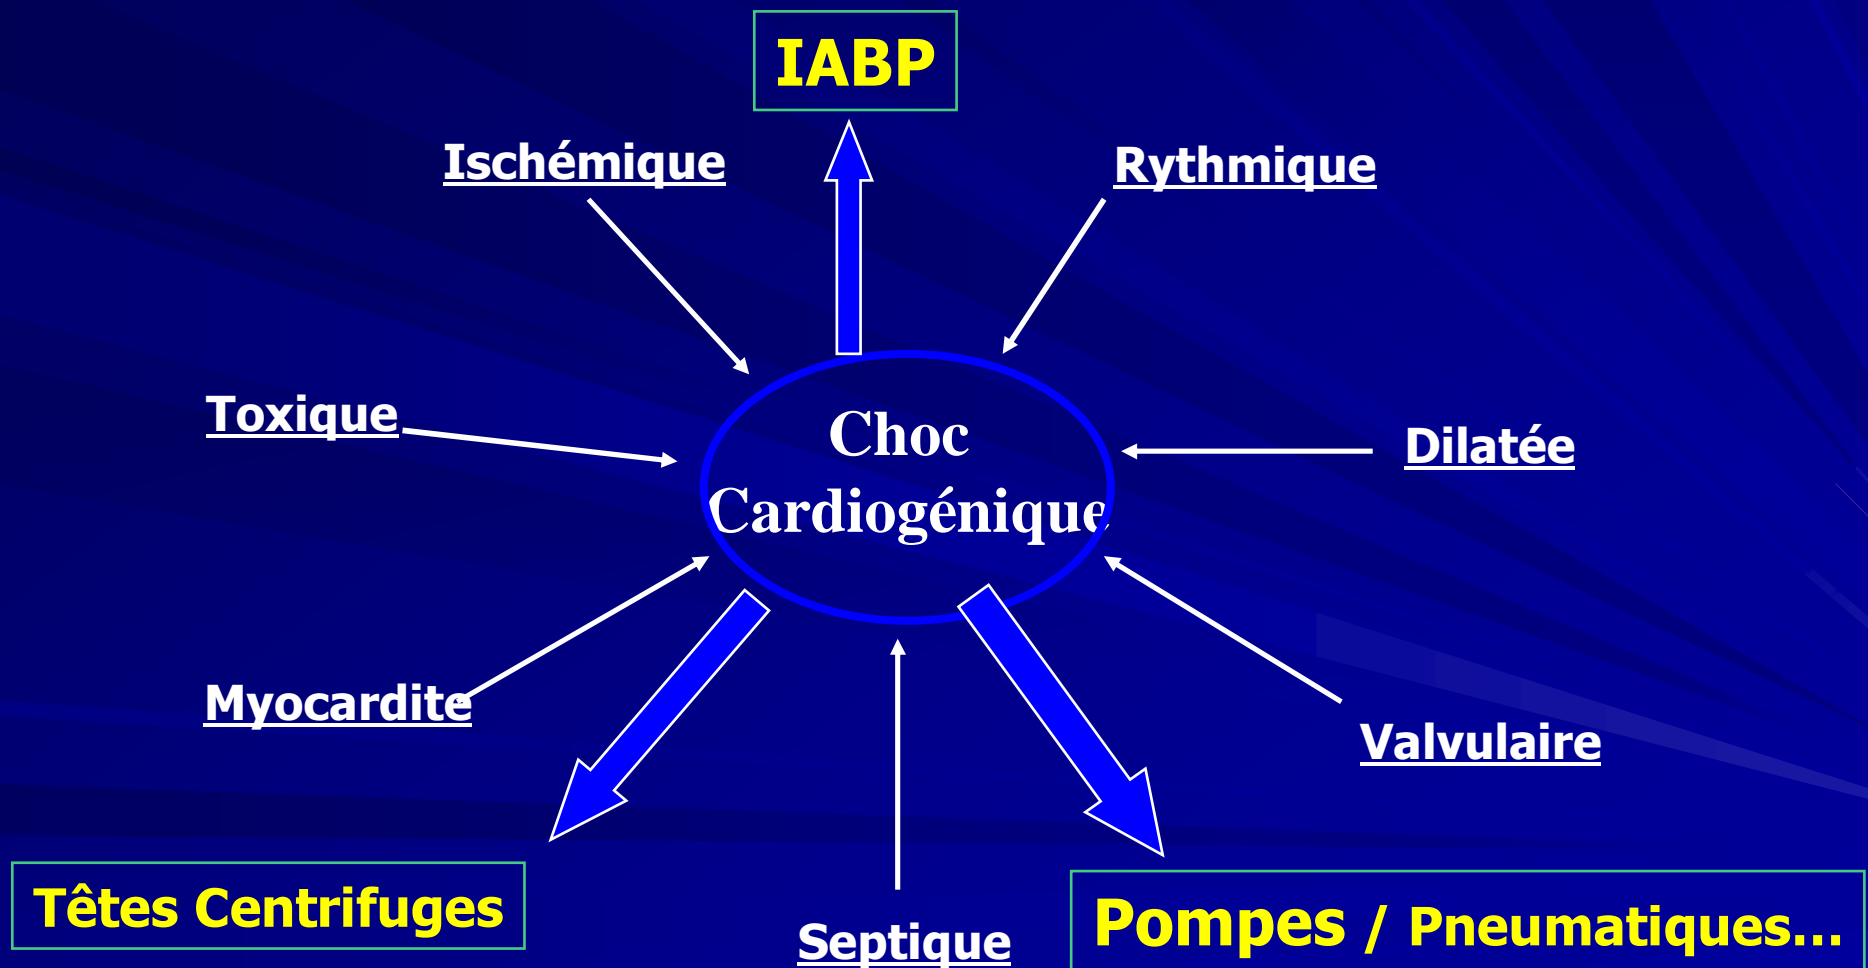 IABP
Ischémique
Rythmique
Toxique
Choc
Cardiogénique
Dilatée
Myocardite
Valvulaire
Têtes Centrifuges
Septique
Pompes / Pneumatiques...